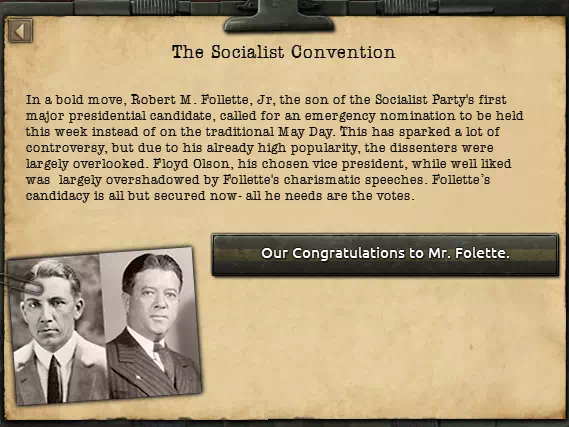 The Socialist Convention
In a bold move, Robert M. Follette, Jr, the son of the Socialist Party's first
major presidential candidate, called for an emergency nomination to be held
this week instead of on the traditional May Day. This has sparked a lot of
controversy, but due to his already high popularity, the dissenters were
largely overlooked. Floyd Olson, his chosen vice president, while well liked
was largely overshadowed by Follette's charismatic speeches. Follette's
candidacy is all but secured now- all he needs are the votes.
Our Congratulations to Mr. Folette.